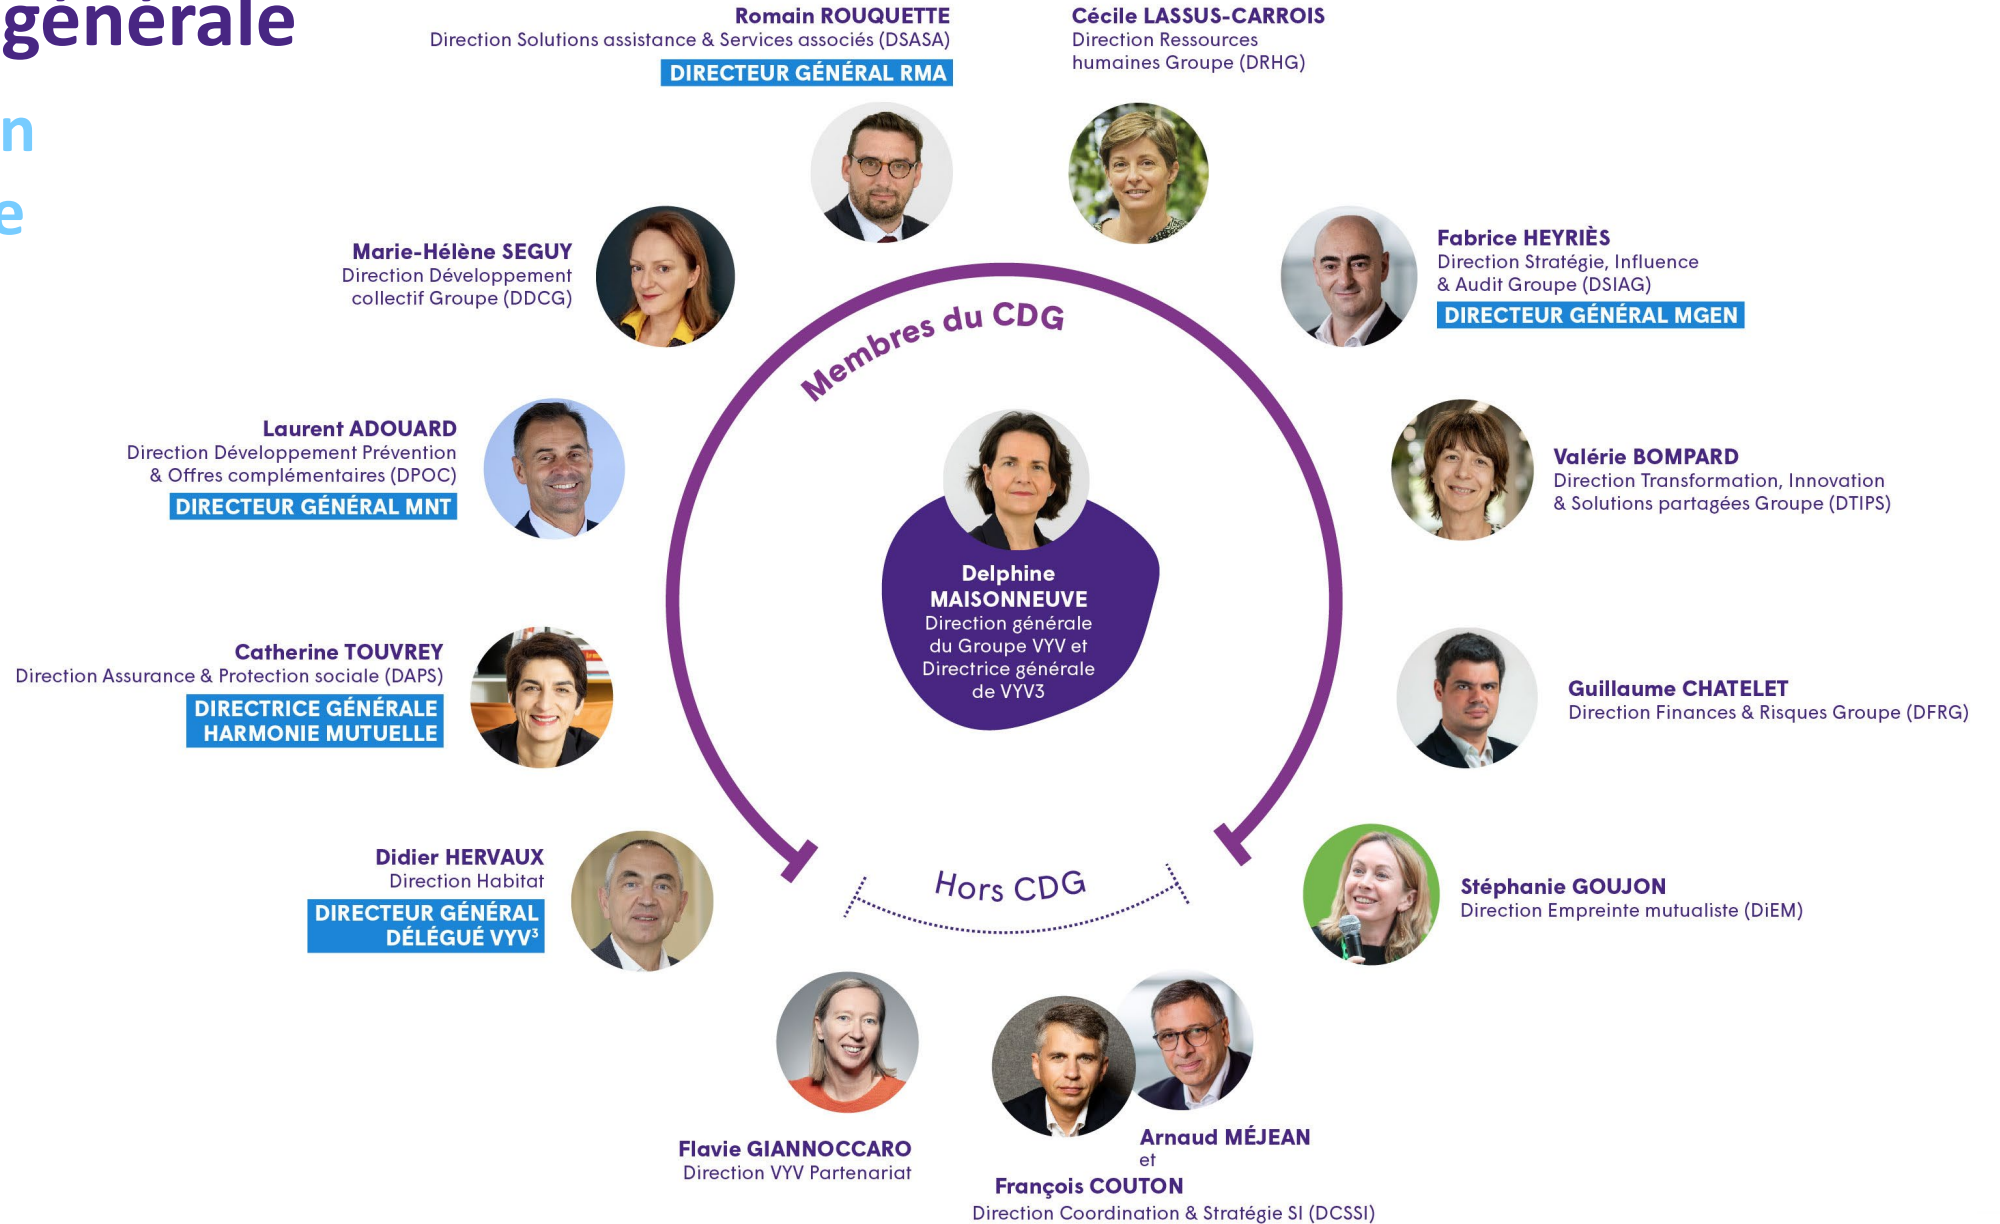 générale
n
e
Romain ROUQUETTE
Direction Solutions assistance & Services associés (DSASA)
DIRECTEUR GÉNÉRAL RMA
Cécile LASSUS-CARROIS
Direction Ressources
humaines Groupe (DRHG)
Marie-Hélène SEGUY
Direction Développement
collectif Groupe (DDCG)
Fabrice HEYRIÈS
Direction Stratégie, Influence
& Audit Groupe (DSIAG)
DIRECTEUR GÉNÉRAL MGEN
Membres du CDG
Laurent ADOUARD
Direction Développement Prévention
& Offres complémentaires (DPOC)
DIRECTEUR GÉNÉRAL MNT
Valérie BOMPARD
Direction Transformation, Innovation
& Solutions partagées Groupe (DTIPS)
Delphine
MAISONNEUVE
Direction générale
du Groupe VYV et
Directrice générale
de VYV3
Catherine TOUVREY
Direction Assurance & Protection sociale (DAPS)
DIRECTRICE GÉNÉRALE
HARMONIE MUTUELLE
Guillaume CHATELET
Direction Finances & Risques Groupe (DFRG)
Didier HERVAUX
Direction Habitat
DIRECTEUR GÉNÉRAL
DÉLÉGUÉ VYV³
Hors CDG
Stéphanie GOUJON
Direction Empreinte mutualiste (DiEM)
Flavie GIANNOCCARO
Direction VYV Partenariat
Arnaud MÉJEAN
et
François COUTON
Direction Coordination & Stratégie SI (DCSSI)